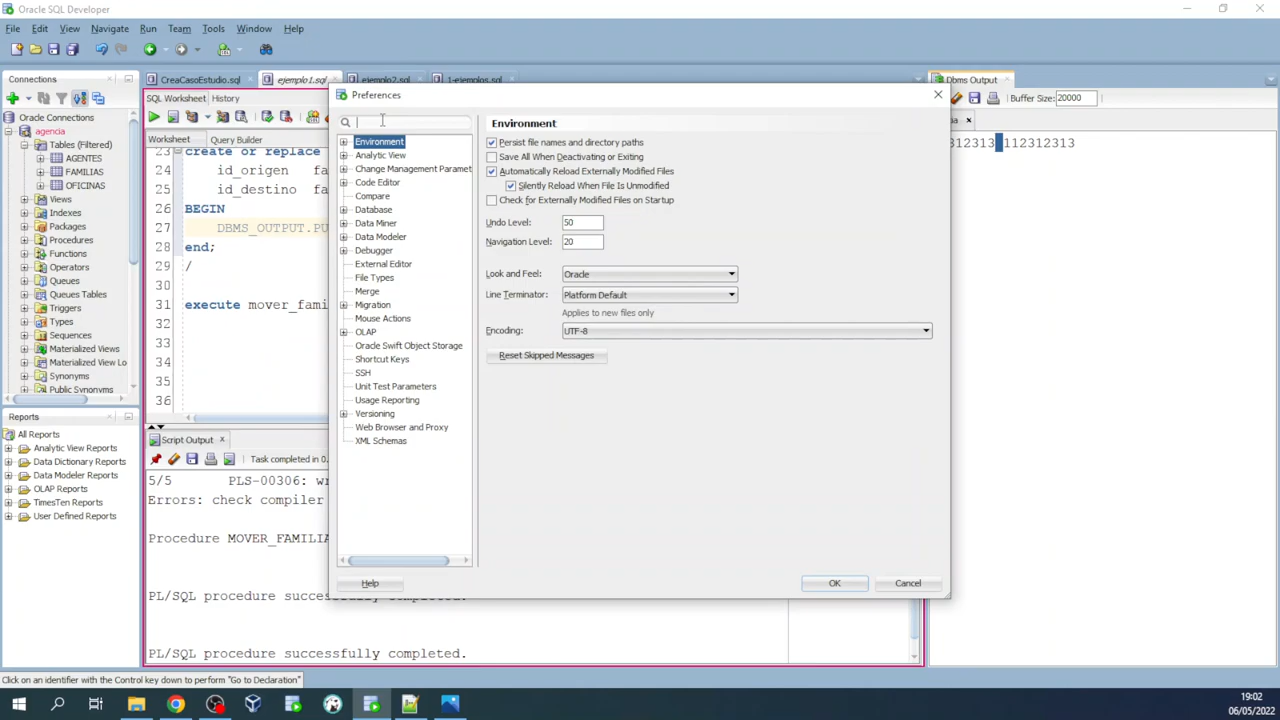 Oracle SQL Developer
File Edit View Navigate Run Team Tools Window Help
Connections
Oracle Connections
agencia
Tables (Filtered)
AGENTES
FAMILIAS
OFICINAS
Views
Indexes
Packages
Procedures
Functions
Operators
Queues
Queues Tables
Triggers
Types
Sequences
Materialized Views
Materialized View Lo
Synonyms
Public Synonyms
Reports
All Reports
Analytic View Reports
Data Dictionary Reports
Data Modeler Reports
OLAP Reports
TimesTen Reports
User Defined Reports
CreaCasoEstudio.sql ejemplo1.sql ejemplo2.sql 1-ejemplos.sql
SQL Worksheet History
Worksheet Query Builder
23 create or replace
24 id_origen fa
25 id_destino fa
26 BEGIN
27 DBMS_OUTPUT.PU
28 end;
29 /
30
31 execute mover_fami
32
33
34
35
36
Script Output
Task completed in 0.
5/5 PLS-00306: wr
Errors: check compiler
Procedure MOVER_FAMILIA
PL/SQL procedure successfully completed.
PL/SQL procedure successfully completed.
Preferences
Environment
Analytic View
Change Management Paramet
Code Editor
Compare
Database
Data Miner
Data Modeler
Debugger
External Editor
File Types
Merge
Migration
Mouse Actions
OLAP
Oracle Swift Object Storage
Shortcut Keys
SSH
Unit Test Parameters
Usage Reporting
Versioning
Web Browser and Proxy
XML Schemas
Environment
Persist file names and directory paths
Save All When Deactivating or Exiting
Automatically Reload Externally Modified Files
Silently Reload When File Is Unmodified
Check for Externally Modified Files on Startup
Undo Level: 50
Navigation Level: 20
Look and Feel: Oracle
Line Terminator: Platform Default
Applies to new files only
Encoding: UTF-8
Reset Skipped Messages
Help OK Cancel
Dbms Output
Buffer Size: 20000
Click on an identifier with the Control key down to perform "Go to Declaration"
19:02
06/05/2022